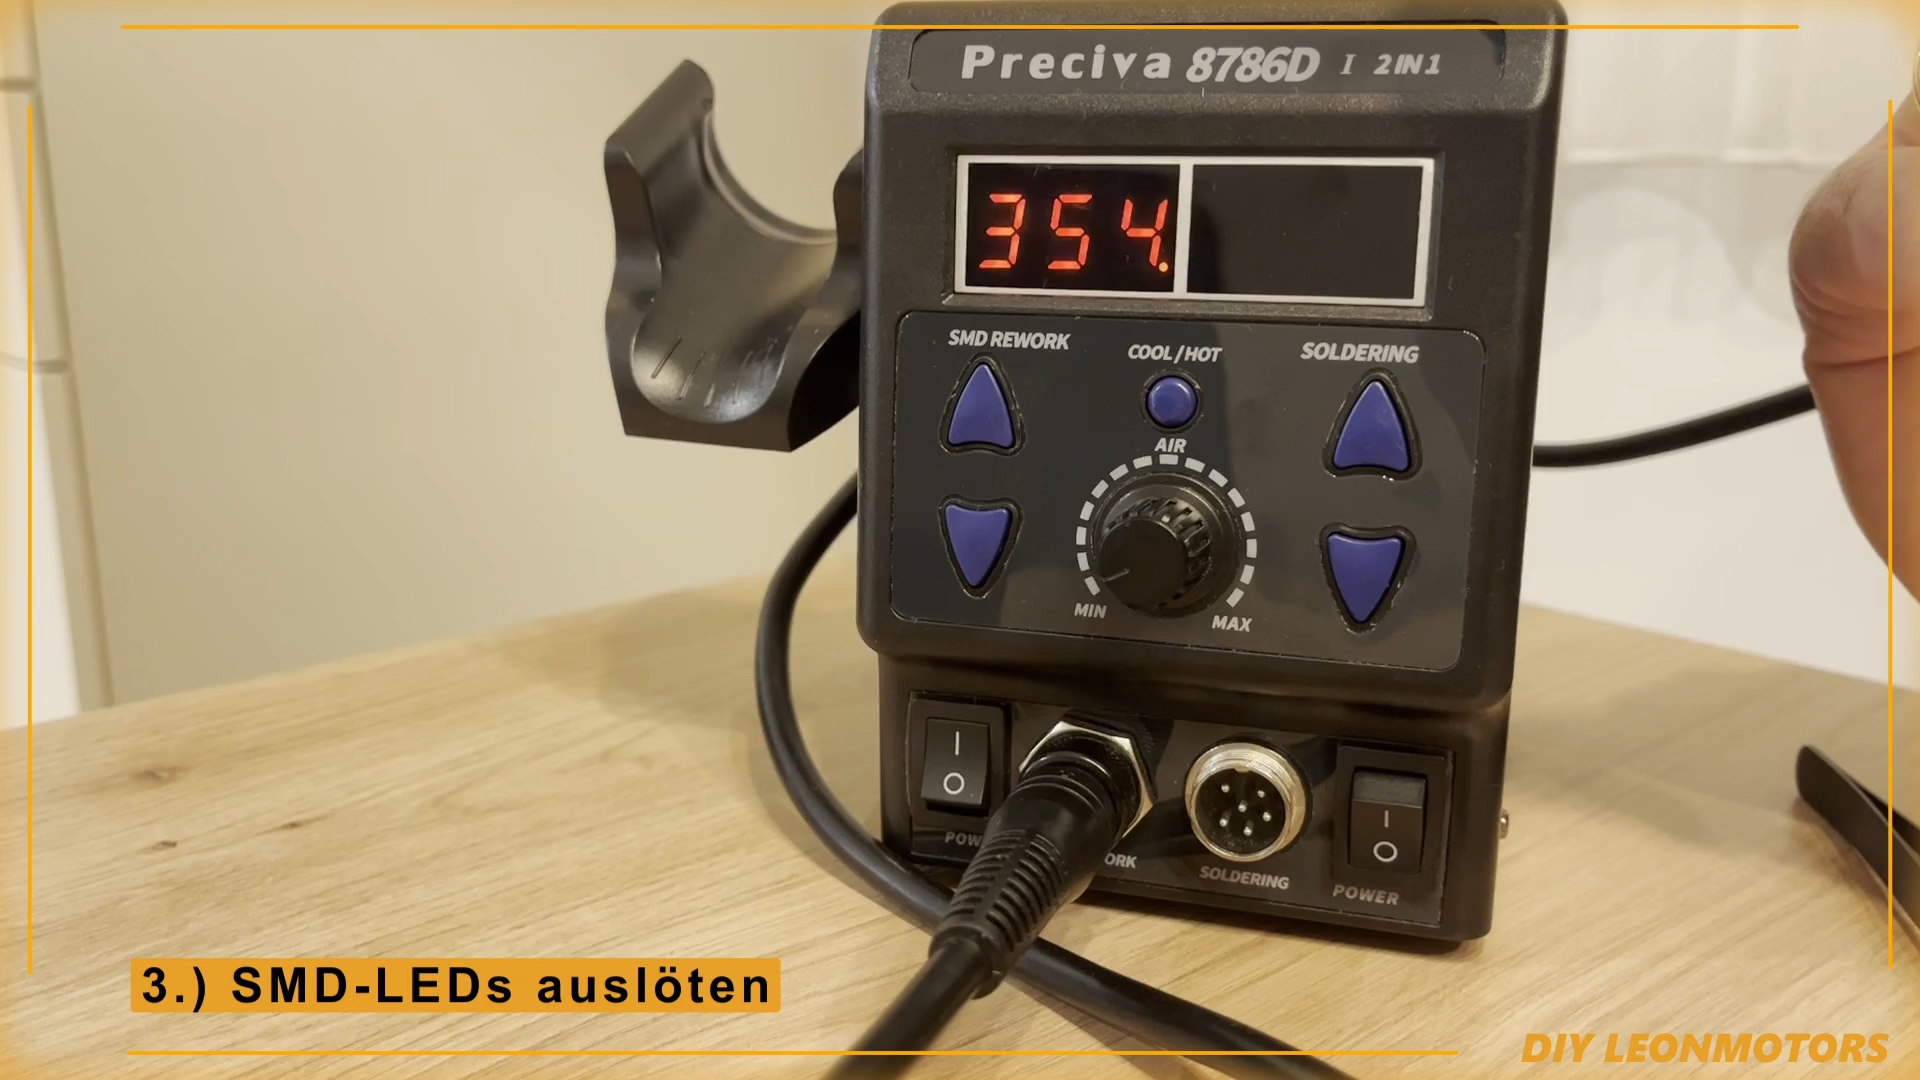 Preciva 8786D I 2IN1
354.
SMD REWORK
COOL/HOT
SOLDERING
AIR
MIN
MAX
SOLDERING
POWER
3.) SMD-LEDs auslöten
DIY LEONMOTORS